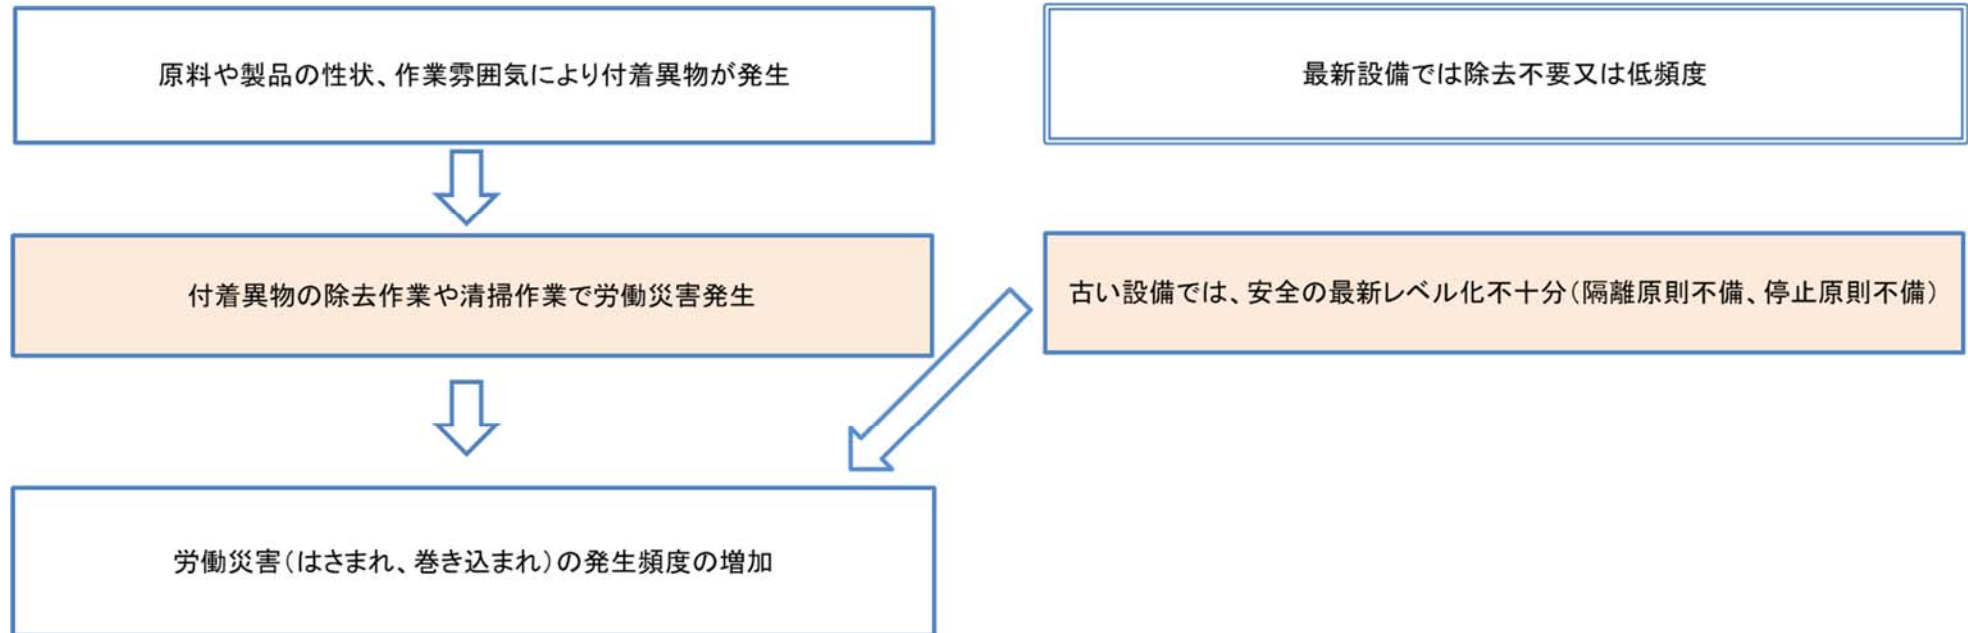 原料や製品の性状、作業雰囲気により付着異物が発生
最新設備では除去不要又は低頻度
付着異物の除去作業や清掃作業で労働災害発生
古い設備では、安全の最新レベル化不十分（隔離原則不備、停止原則不備）
労働災害（はさまれ、巻き込まれ）の発生頻度の増加